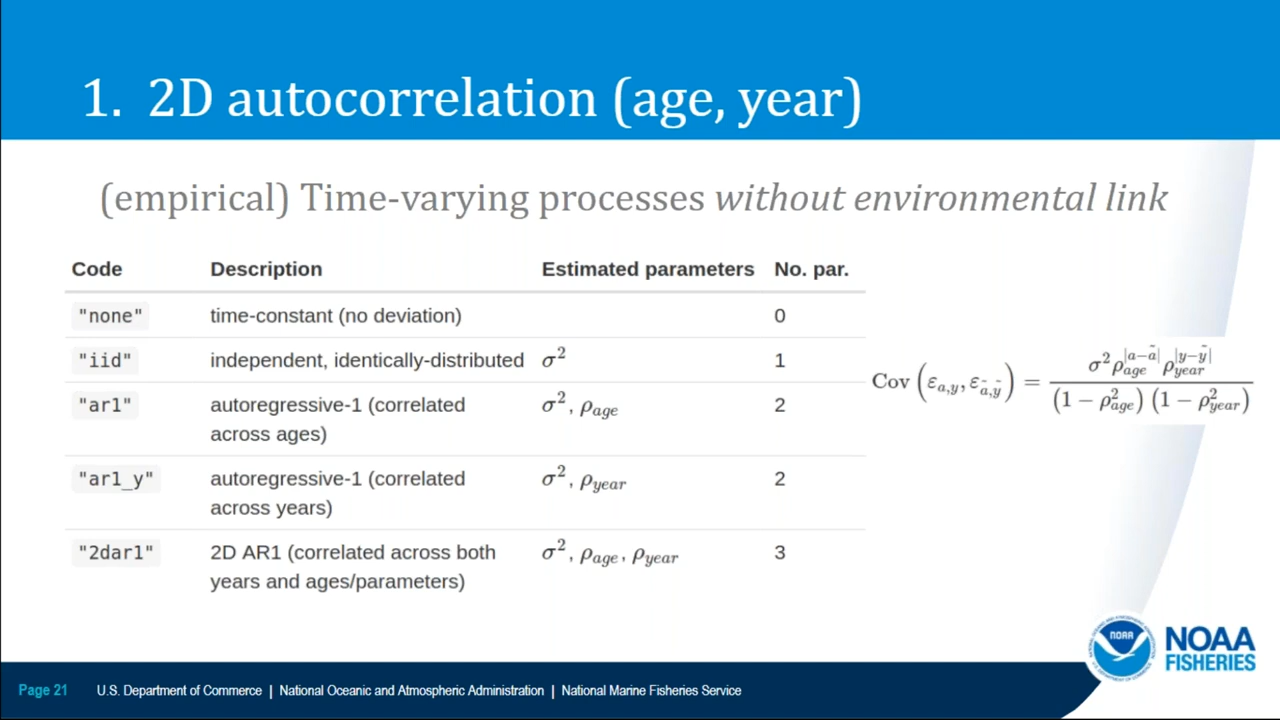 1. 2D autocorrelation (age, year)
(empirical) Time-varying processes without environmental link
Code Description Estimated parameters No. par.
"none" time-constant (no deviation) 0
"iid" independent, identically-distributed σ² 1
"ar1" autoregressive-1 (correlated across ages) σ², ρ_age 2
"ar1_y" autoregressive-1 (correlated across years) σ², ρ_year 2
"2dar1" 2D AR1 (correlated across both years and ages/parameters) σ², ρ_age, ρ_year 3
Cov(ε_{a,y}, ε_{ã,ỹ}) = σ² ρ_age^{|a−ã|} ρ_year^{|y−ỹ|} / ((1 − ρ²_age)(1 − ρ²_year))
NOAA
NOAA
FISHERIES
Page 21 U.S. Department of Commerce | National Oceanic and Atmospheric Administration | National Marine Fisheries Service